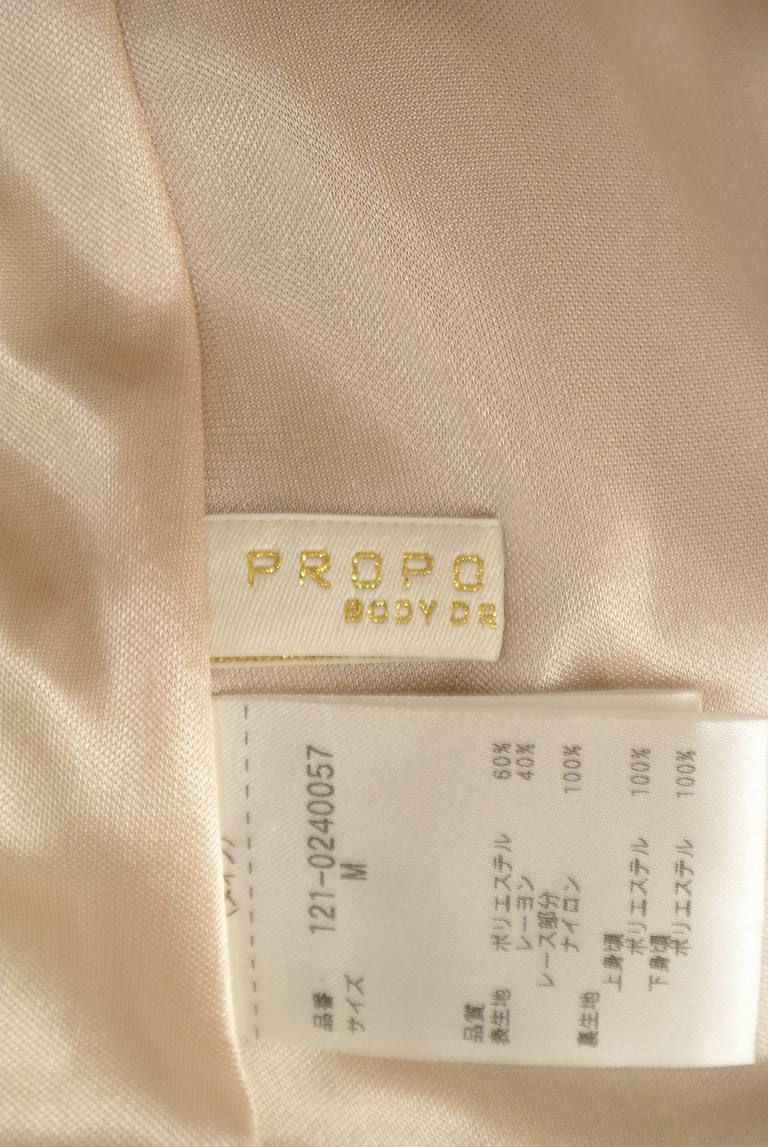 PROPO
BODY DR
品番 121-0240057
サイズ M
品質
表生地 ポリエステル 60%
レーヨン 40%
レース部分
ナイロン 100%
裏生地
上身頃
ポリエステル 100%
下身頃
ポリエステル 100%